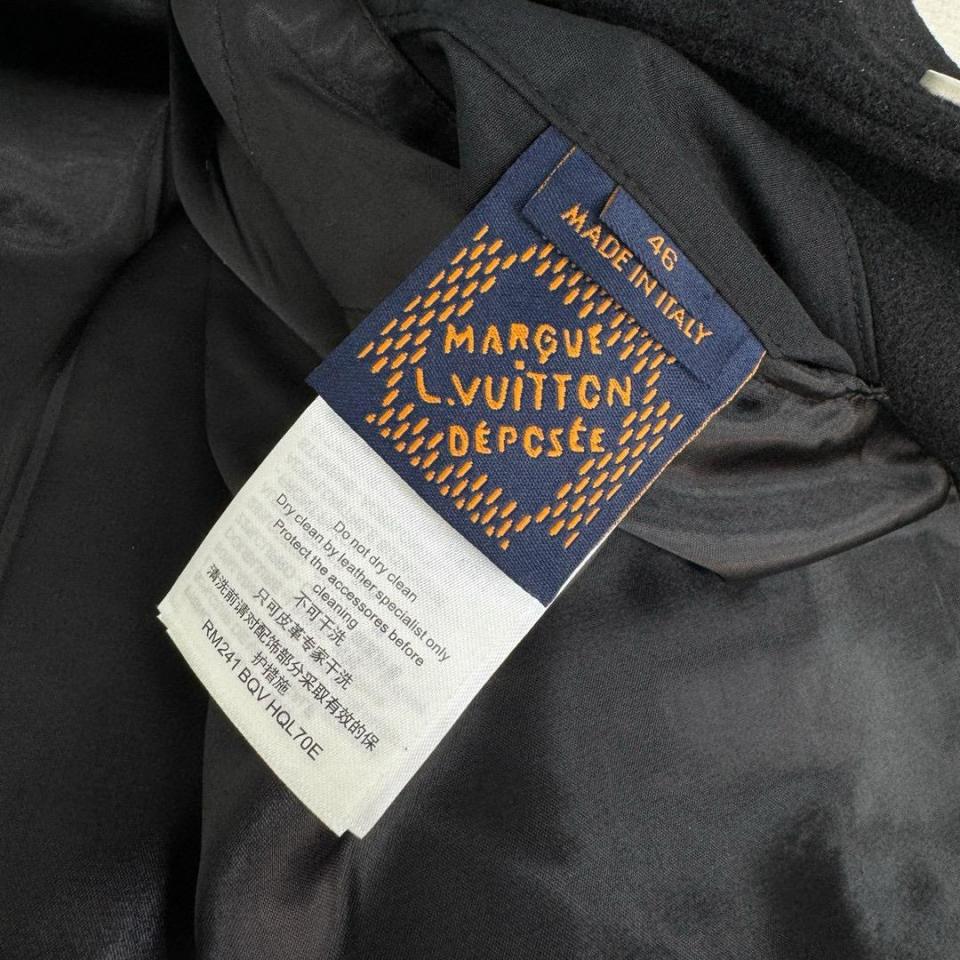 46
MADE IN ITALY
MARQUE
L.VUITTON
DÉPOSÉE
Do not dry clean
Dry clean by leather specialist only
Protect the accessores before
cleaning
不可干洗
只可皮革专家干洗
清洗前请对配饰部分采取有效的保
护措施
RM241 BQV HQL70E